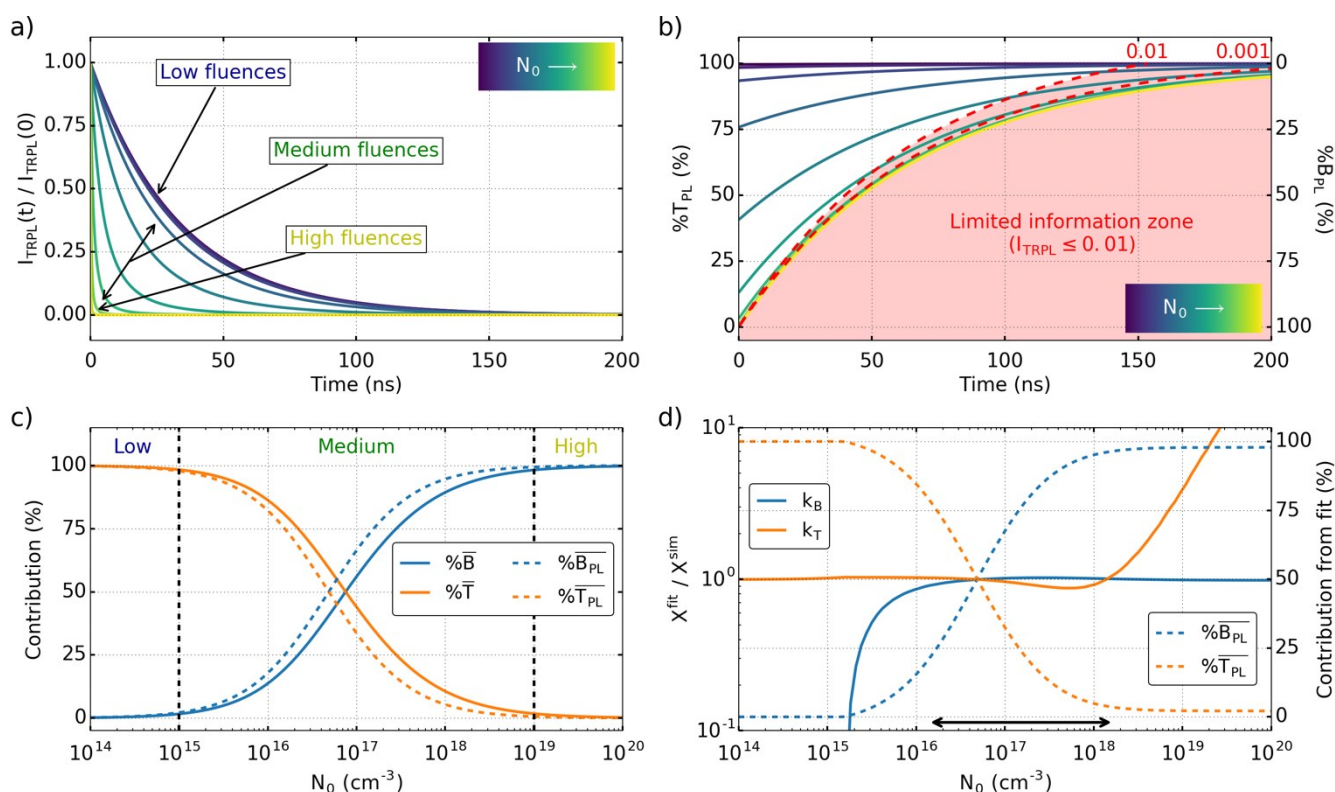 a)
1.00
0.75
0.50
0.25
0.00
I_TRPL(t) / I_TRPL(0)
Low fluences
Medium fluences
High fluences
N₀ ⟶
0 50 100 150 200
Time (ns)
b)
0.01 0.001
100
75
50
25
0
%T_PL (%)
0
25
50
75
100
%B_PL (%)
Limited information zone
(I_TRPL ≤ 0.01)
N₀ ⟶
0 50 100 150 200
Time (ns)
c)
Low Medium High
100
75
50
25
0
Contribution (%)
%B̅ %B̅_PL
%T̅ %T̅_PL
10¹⁴ 10¹⁵ 10¹⁶ 10¹⁷ 10¹⁸ 10¹⁹ 10²⁰
N₀ (cm⁻³)
d)
10¹
10⁰
10⁻¹
X^fit / X^sim
k_B
k_T
100
75
50
25
0
Contribution from fit (%)
%B̅_PL
%T̅_PL
10¹⁴ 10¹⁵ 10¹⁶ 10¹⁷ 10¹⁸ 10¹⁹ 10²⁰
N₀ (cm⁻³)